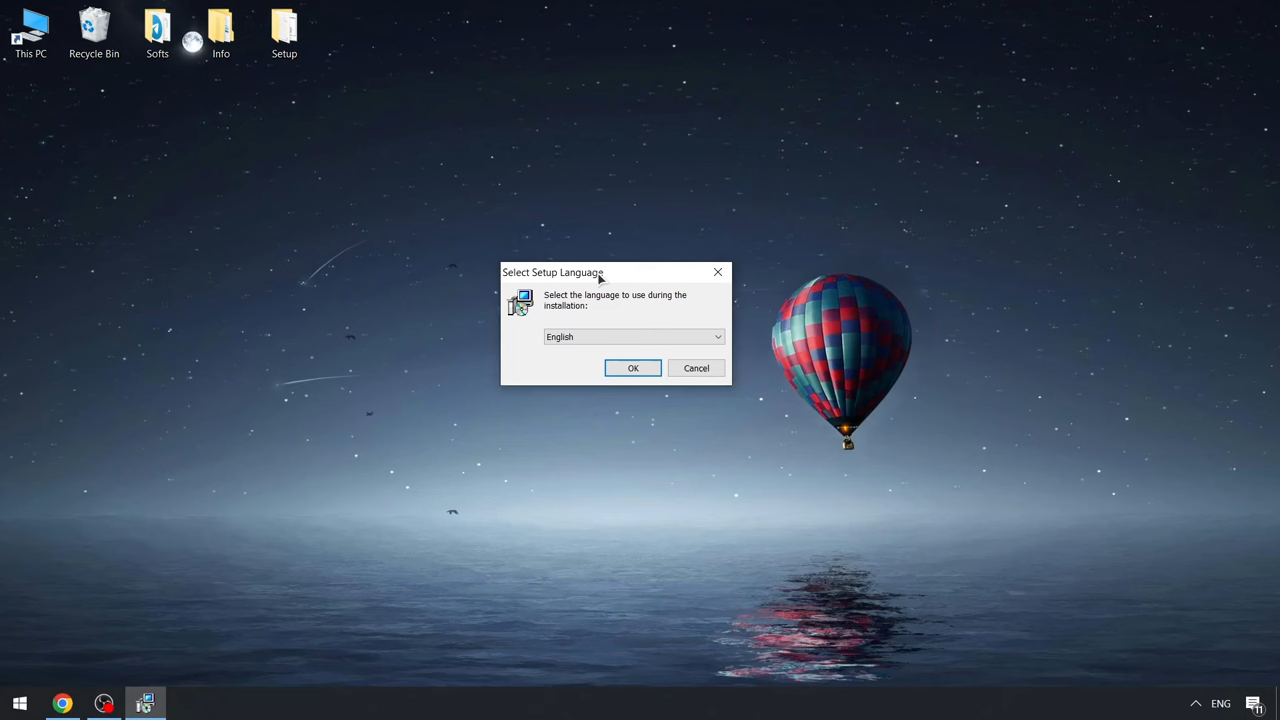 This PC
Recycle Bin
Softs
Info
Setup
Select Setup Language
Select the language to use during the
installation:
English
OK
Cancel
ENG
11